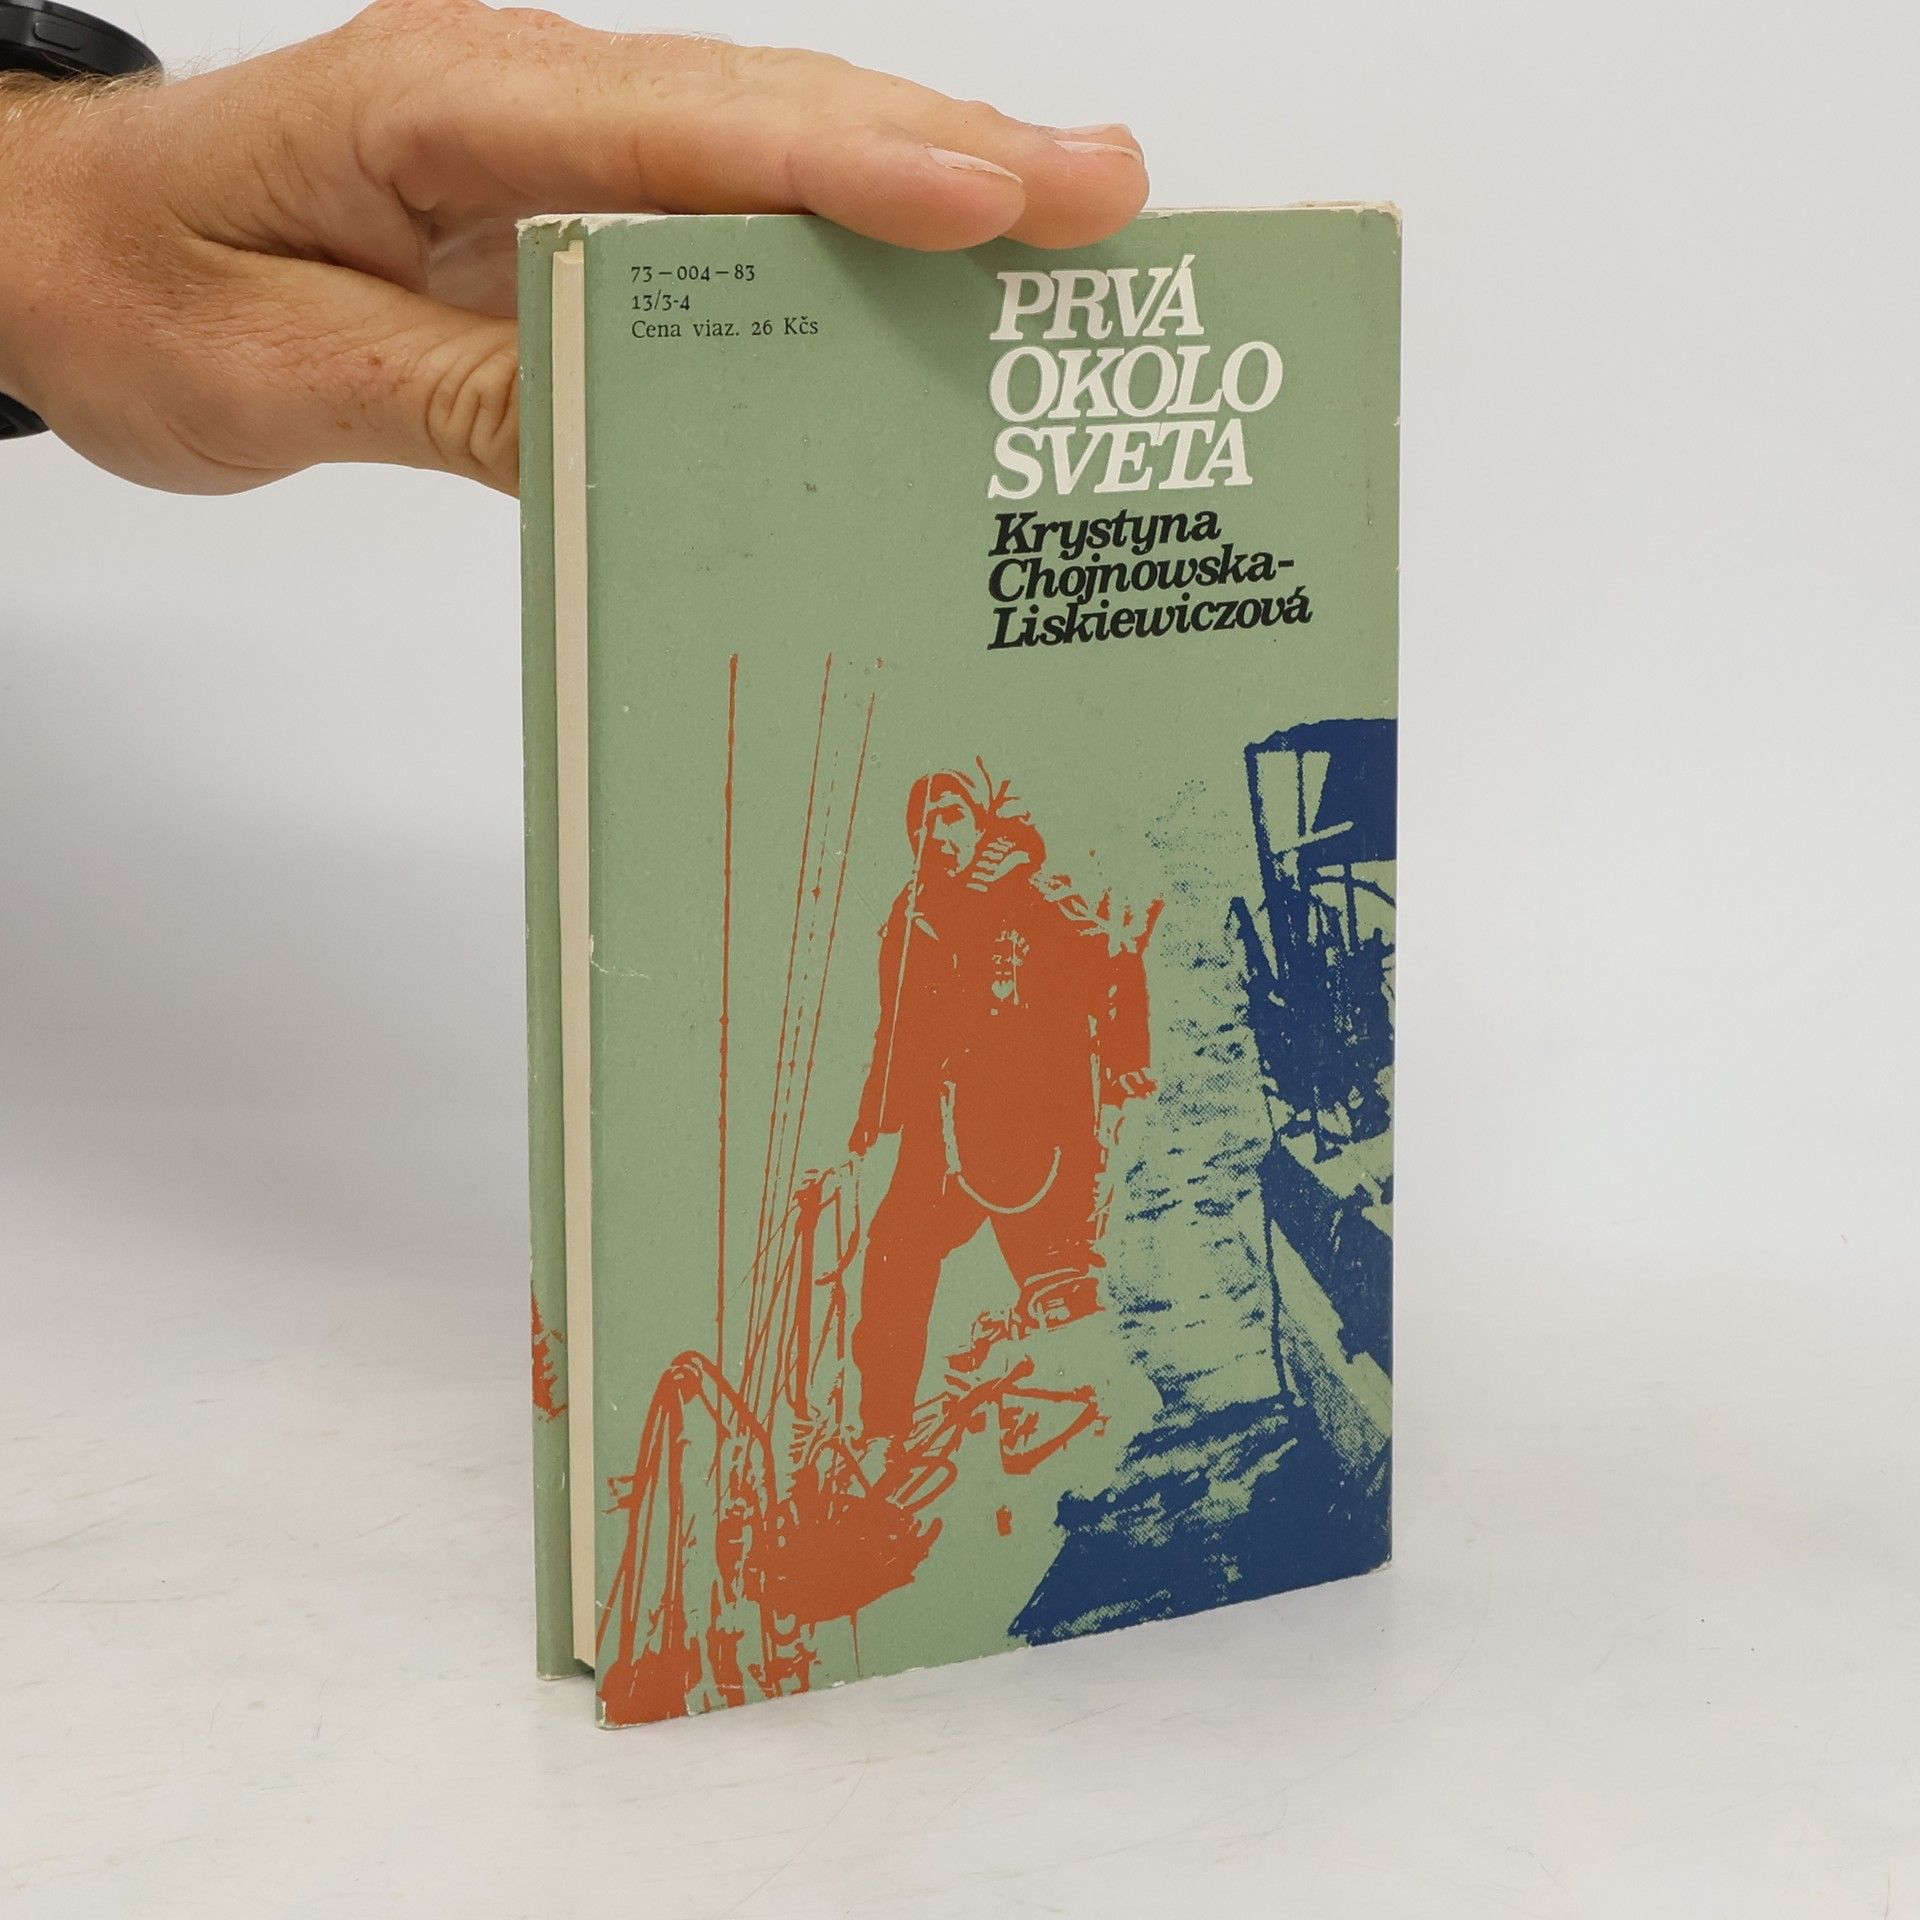 73 – 004 – 83
13/3-4
Cena viaz. 26 Kčs
PRVÁ
OKOLO
SVETA
Krystyna
Chojnowska-
Liskiewiczová